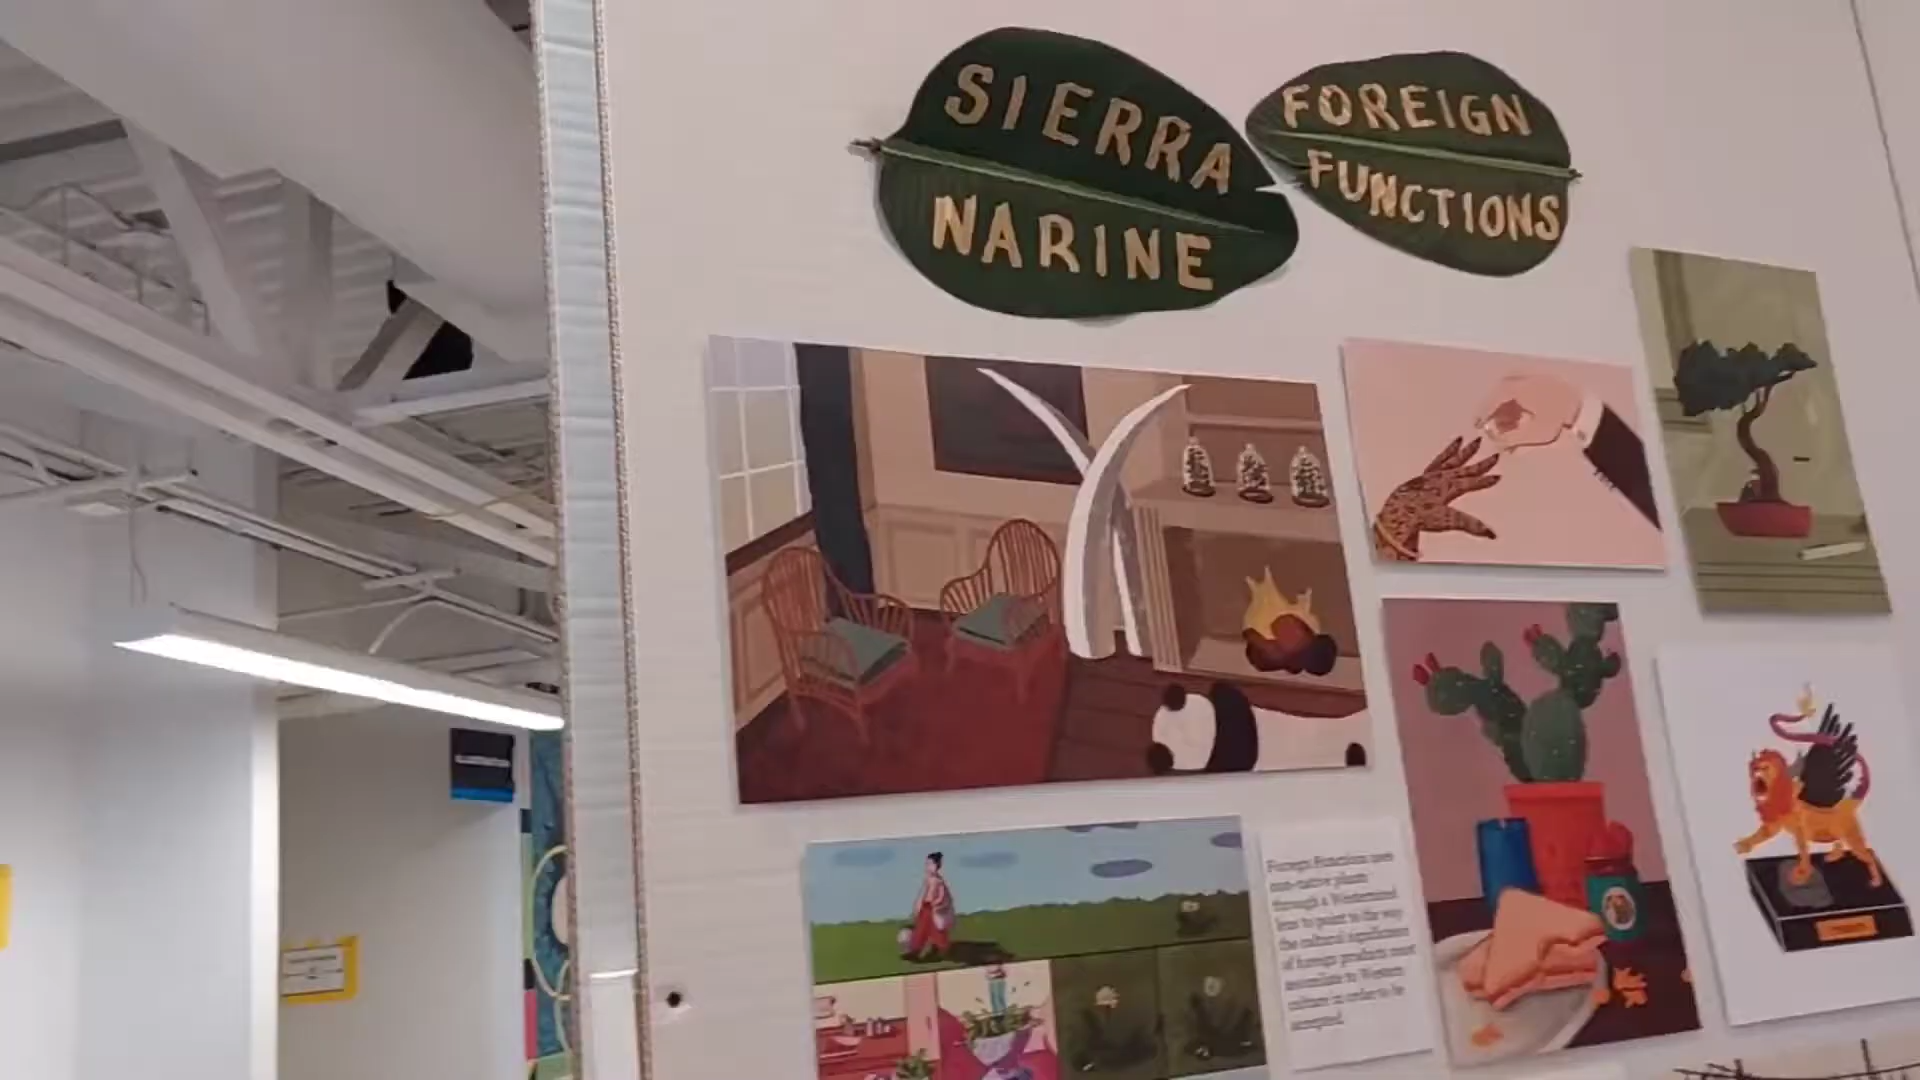 SIERRA
NARINE
FOREIGN
FUNCTIONS
Foreign Functions uses
non-native plants
through a Westernized
lens to point to the way
the cultural significance
of foreign products must
assimilate to Western
culture in order to be
accepted.